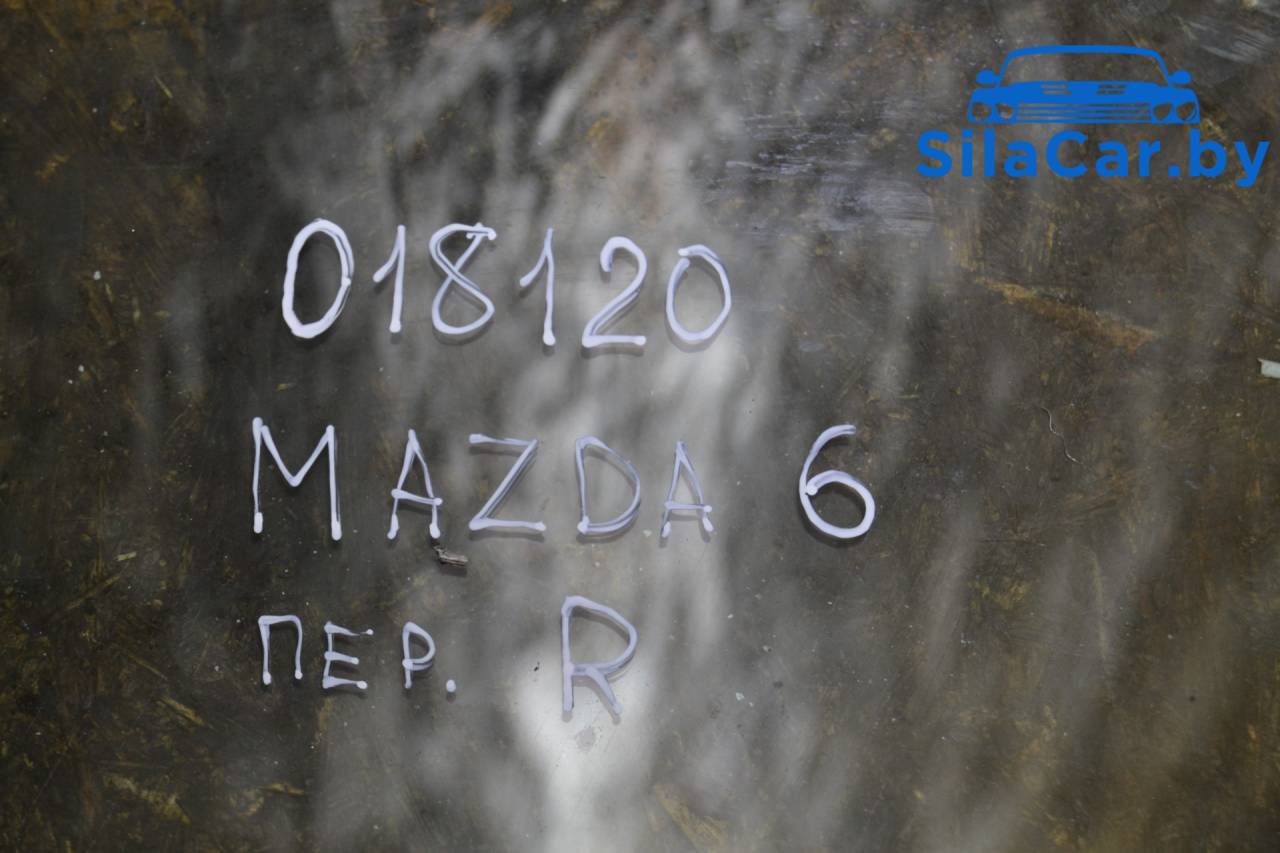 SilaCar.by
018120
MAZDA 6
ПЕР. R